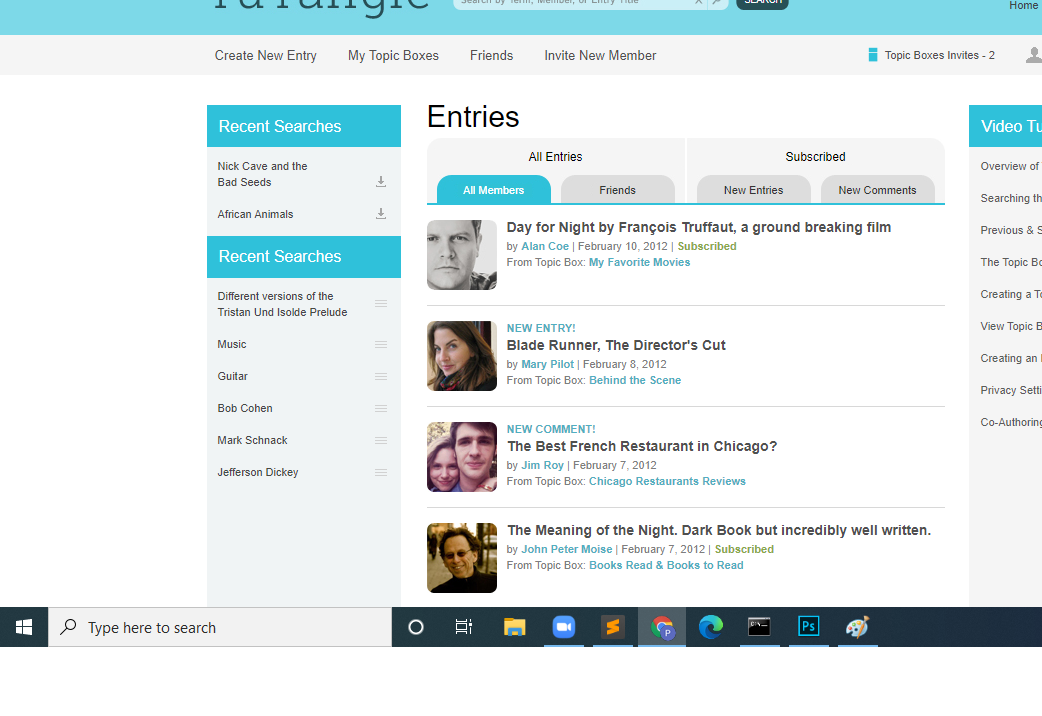 Search by Term, Member, or Entry Title
SEARCH
Home
Create New Entry
My Topic Boxes
Friends
Invite New Member
Topic Boxes Invites - 2
Recent Searches
Nick Cave and the
Bad Seeds
African Animals
Recent Searches
Different versions of the
Tristan Und Isolde Prelude
Music
Guitar
Bob Cohen
Mark Schnack
Jefferson Dickey
Entries
All Entries
Subscribed
All Members
Friends
New Entries
New Comments
Day for Night by François Truffaut, a ground breaking film
by Alan Coe | February 10, 2012 | Subscribed
From Topic Box: My Favorite Movies
NEW ENTRY!
Blade Runner, The Director's Cut
by Mary Pilot | February 8, 2012
From Topic Box: Behind the Scene
NEW COMMENT!
The Best French Restaurant in Chicago?
by Jim Roy | February 7, 2012
From Topic Box: Chicago Restaurants Reviews
The Meaning of the Night. Dark Book but incredibly well written.
by John Peter Moise | February 7, 2012 | Subscribed
From Topic Box: Books Read & Books to Read
Video Tu
Overview of
Searching th
Previous & S
The Topic Bo
Creating a To
View Topic B
Creating an
Privacy Setti
Co-Authoring
Type here to search
P
Ps